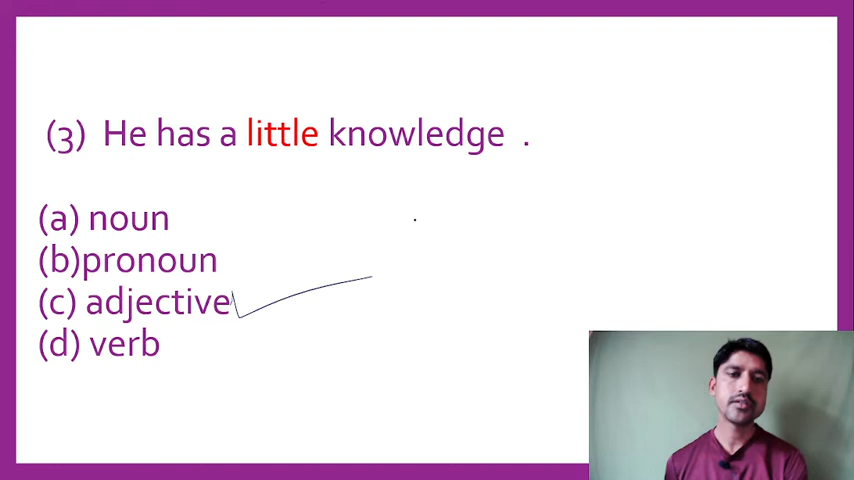 (3) He has a little knowledge .
(a) noun
(b)pronoun
(c) adjective
(d) verb